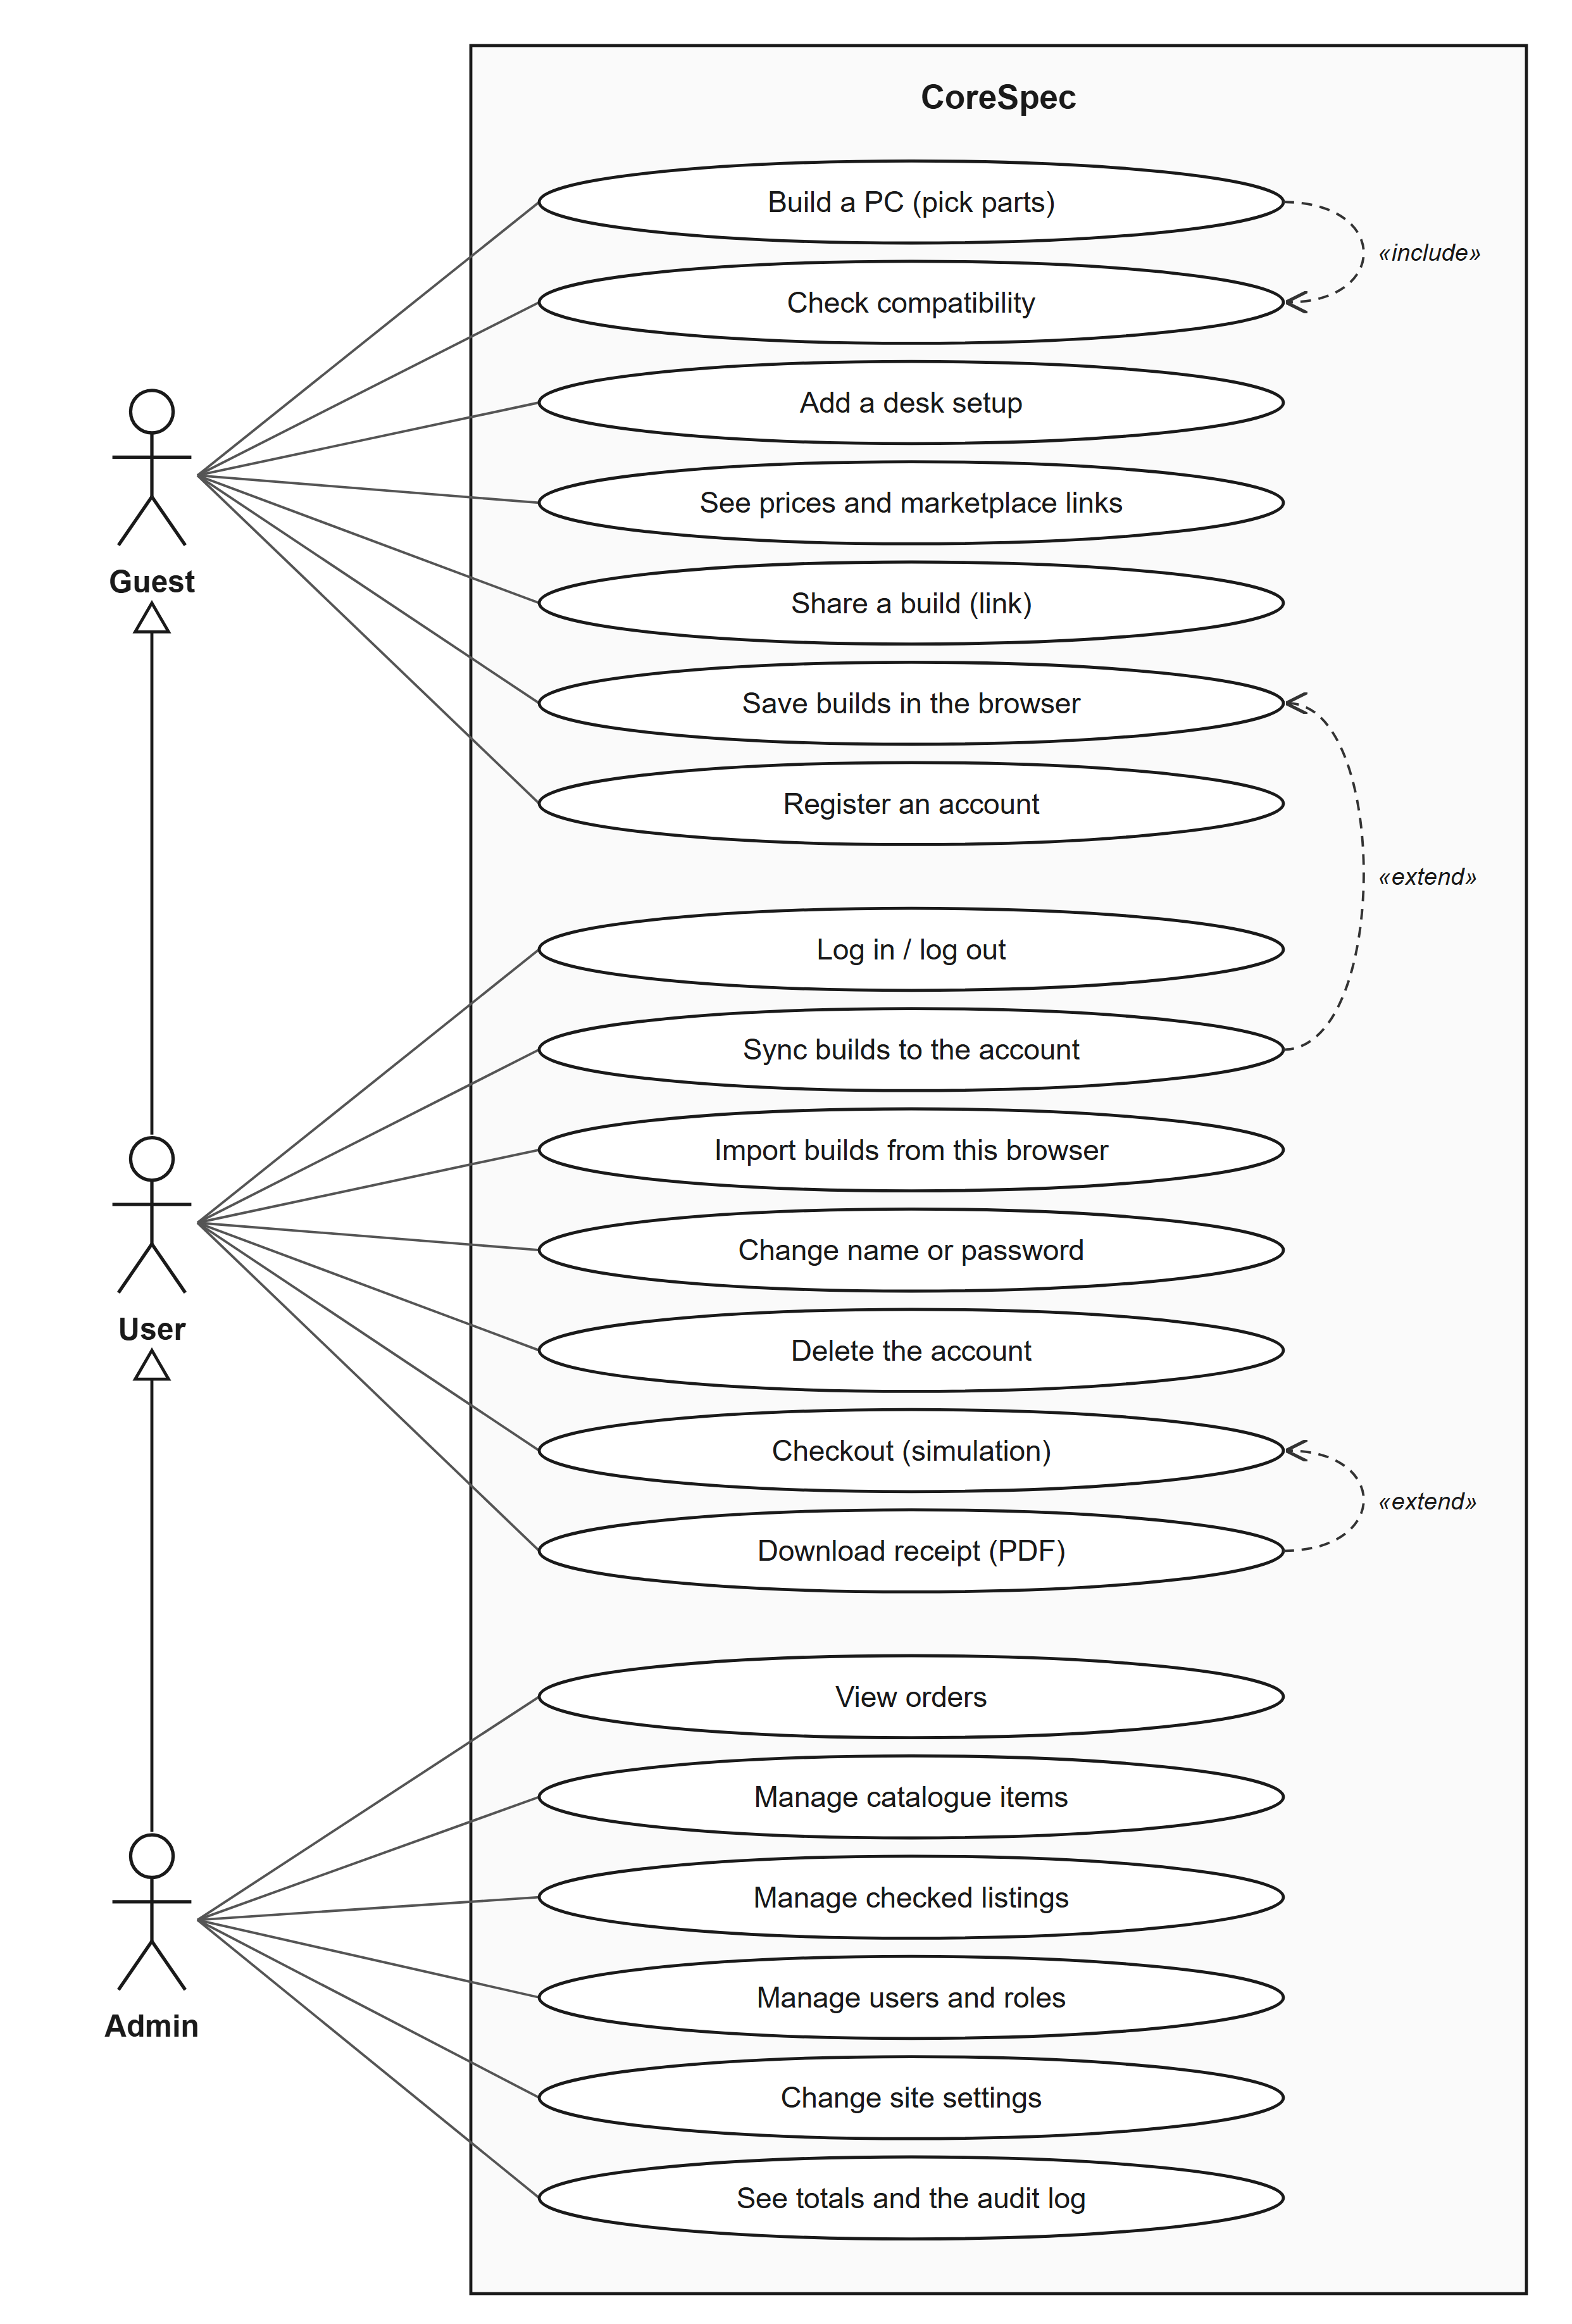 CoreSpec
Build a PC (pick parts)
«include»
Check compatibility
Add a desk setup
See prices and marketplace links
Guest
Share a build (link)
Save builds in the browser
Register an account
«extend»
Log in / log out
Sync builds to the account
Import builds from this browser
Change name or password
User
Delete the account
Checkout (simulation)
«extend»
Download receipt (PDF)
View orders
Manage catalogue items
Manage checked listings
Manage users and roles
Admin
Change site settings
See totals and the audit log